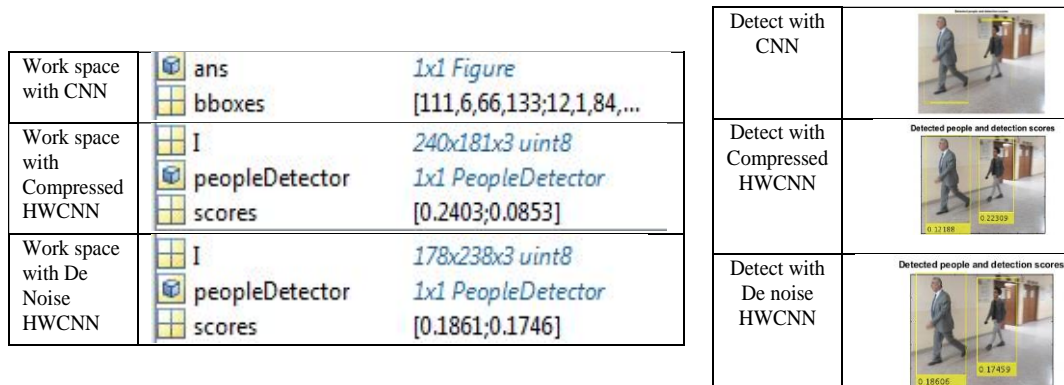 Work space
with CNN
ans 1x1 Figure
bboxes [111,6,66,133;12,1,84,...
Work space
with
Compressed
HWCNN
I 240x181x3 uint8
peopleDetector 1x1 PeopleDetector
scores [0.2403;0.0853]
Work space
with De
Noise
HWCNN
I 178x238x3 uint8
peopleDetector 1x1 PeopleDetector
scores [0.1861;0.1746]
Detect with
CNN
Detect with
Compressed
HWCNN
Detected people and detection scores
0.22309
0.12188
Detect with
De noise
HWCNN
Detected people and detection scores
0.17459
0.18606